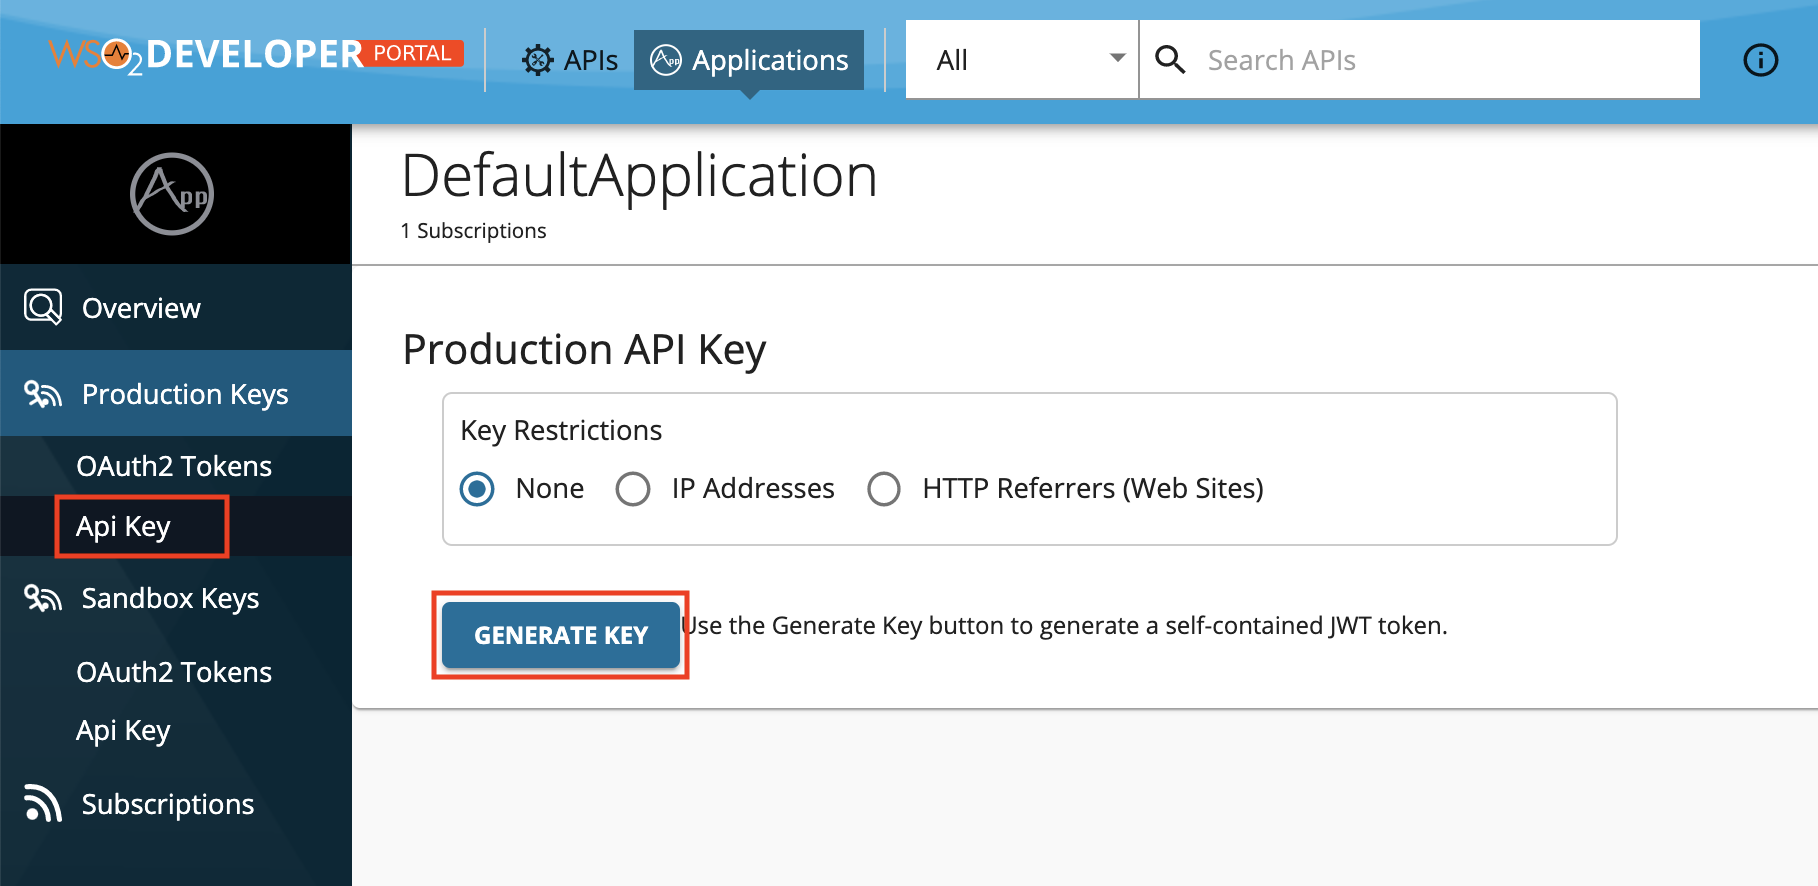 WSO2 DEVELOPER PORTAL
APIs
App
Applications
All
Search APIs
App
DefaultApplication
1 Subscriptions
Overview
Production Keys
OAuth2 Tokens
Api Key
Sandbox Keys
OAuth2 Tokens
Api Key
Subscriptions
Production API Key
Key Restrictions
None
IP Addresses
HTTP Referrers (Web Sites)
GENERATE KEY
Use the Generate Key button to generate a self-contained JWT token.